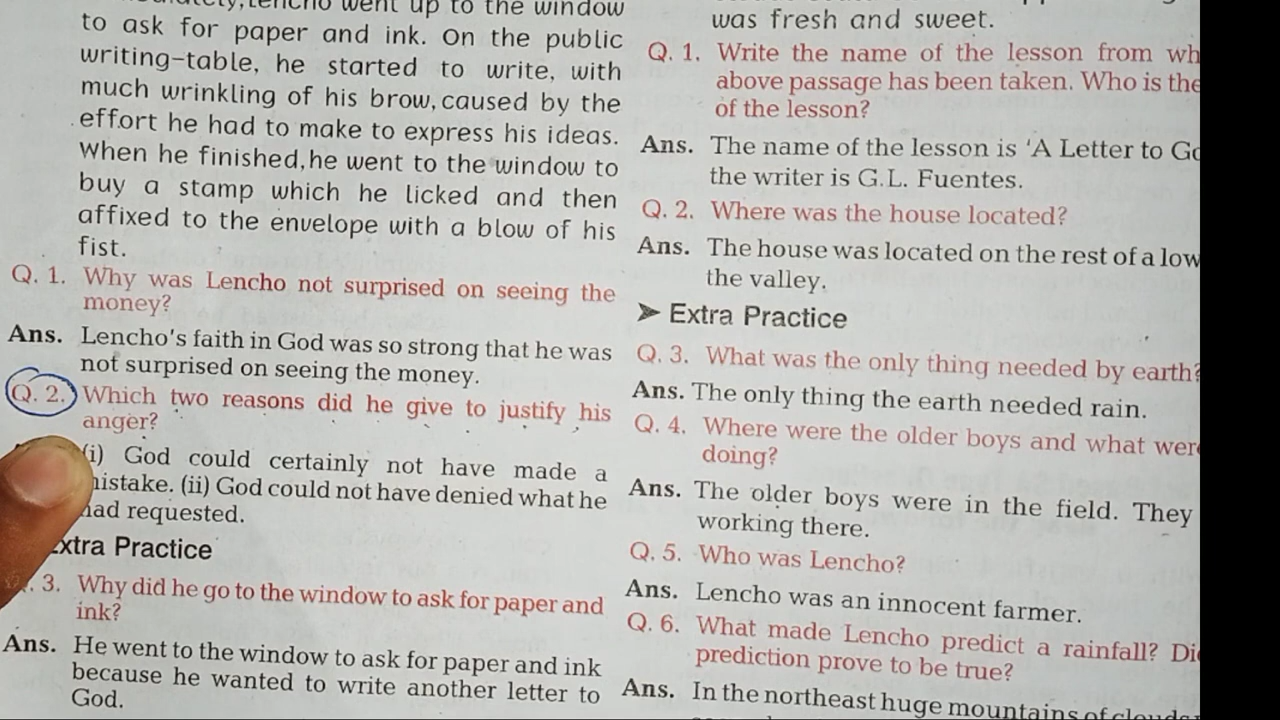 Lencho went up to the window
to ask for paper and ink. On the public
writing-table, he started to write, with
much wrinkling of his brow, caused by the
effort he had to make to express his ideas.
When he finished, he went to the window to
buy a stamp which he licked and then
affixed to the envelope with a blow of his
fist.
Q. 1. Why was Lencho not surprised on seeing the
money?
Ans. Lencho's faith in God was so strong that he was
not surprised on seeing the money.
Q. 2. Which two reasons did he give to justify his
anger?
(i) God could certainly not have made a
mistake. (ii) God could not have denied what he
had requested.
Extra Practice
3. Why did he go to the window to ask for paper and
ink?
Ans. He went to the window to ask for paper and ink
because he wanted to write another letter to
God.
was fresh and sweet.
Q. 1. Write the name of the lesson from wh
above passage has been taken. Who is the
of the lesson?
Ans. The name of the lesson is 'A Letter to Go
the writer is G.L. Fuentes.
Q. 2. Where was the house located?
Ans. The house was located on the rest of a low
the valley.
➤ Extra Practice
Q. 3. What was the only thing needed by earth?
Ans. The only thing the earth needed rain.
Q. 4. Where were the older boys and what were
doing?
Ans. The older boys were in the field. They
working there.
Q. 5. Who was Lencho?
Ans. Lencho was an innocent farmer.
Q. 6. What made Lencho predict a rainfall? Di
prediction prove to be true?
Ans. In the northeast huge mountains of clouds